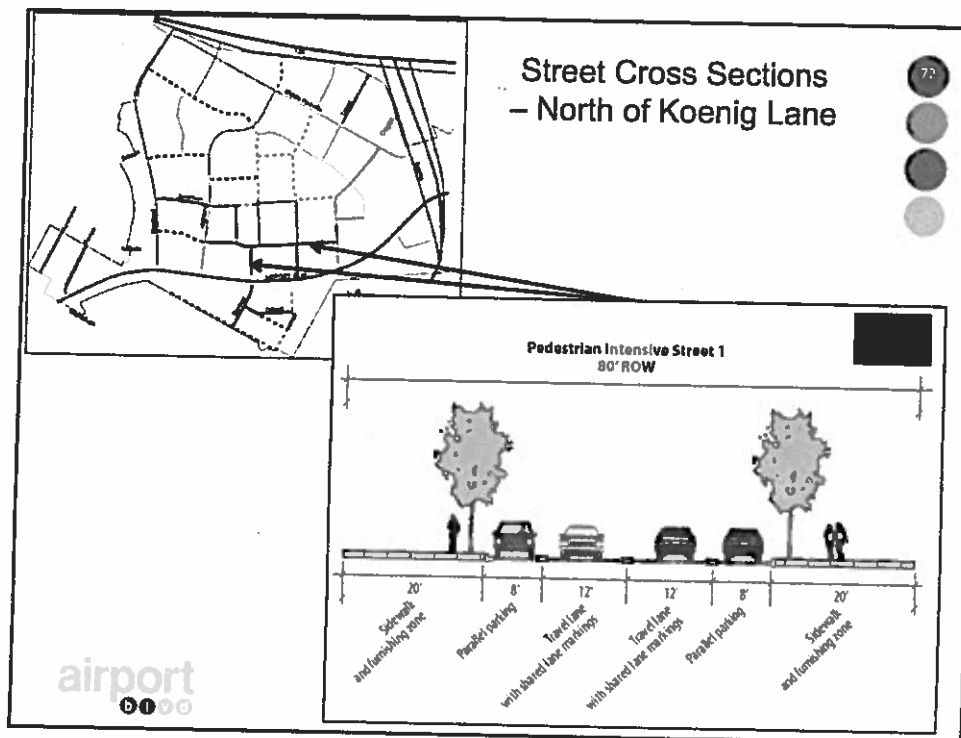 Street Cross Sections
– North of Koenig Lane
Pedestrian Intensive Street 1
80' ROW
20'
8'
12'
12'
8'
20'
Sidewalk
and furnishing zone
Parallel parking
Travel lane
with shared lane markings
Travel lane
with shared lane markings
Parallel parking
Sidewalk
and furnishing zone
airport
blvd